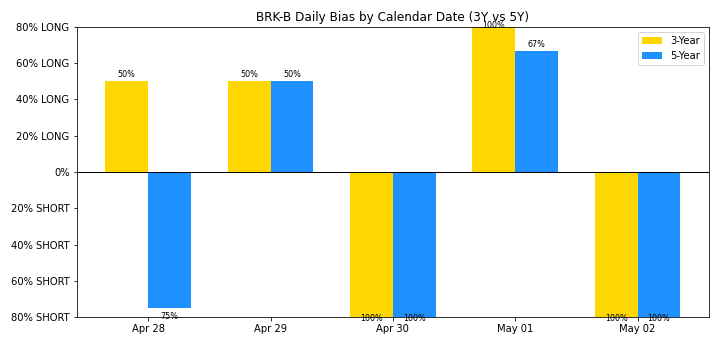 BRK-B Daily Bias by Calendar Date (3Y vs 5Y)
80% LONG
60% LONG
40% LONG
20% LONG
0%
20% SHORT
40% SHORT
60% SHORT
80% SHORT
3-Year
5-Year
50%
75%
50%
50%
100%
100%
100%
67%
100%
100%
Apr 28
Apr 29
Apr 30
May 01
May 02